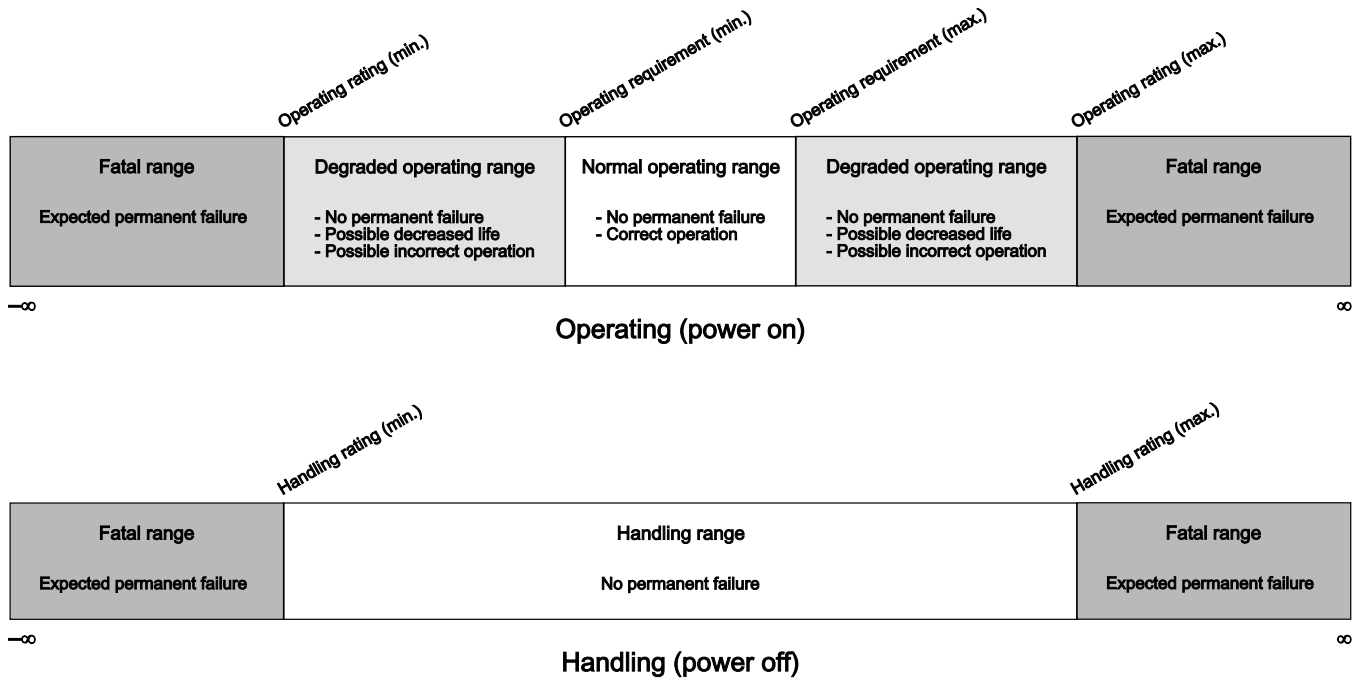 Operating rating (min.)
Operating requirement (min.)
Operating requirement (max.)
Operating rating (max.)
Fatal range
Expected permanent failure
Degraded operating range
- No permanent failure
- Possible decreased life
- Possible incorrect operation
Normal operating range
- No permanent failure
- Correct operation
Degraded operating range
- No permanent failure
- Possible decreased life
- Possible incorrect operation
Fatal range
Expected permanent failure
–∞
∞
Operating (power on)
Handling rating (min.)
Handling rating (max.)
Fatal range
Expected permanent failure
Handling range
No permanent failure
Fatal range
Expected permanent failure
–∞
∞
Handling (power off)